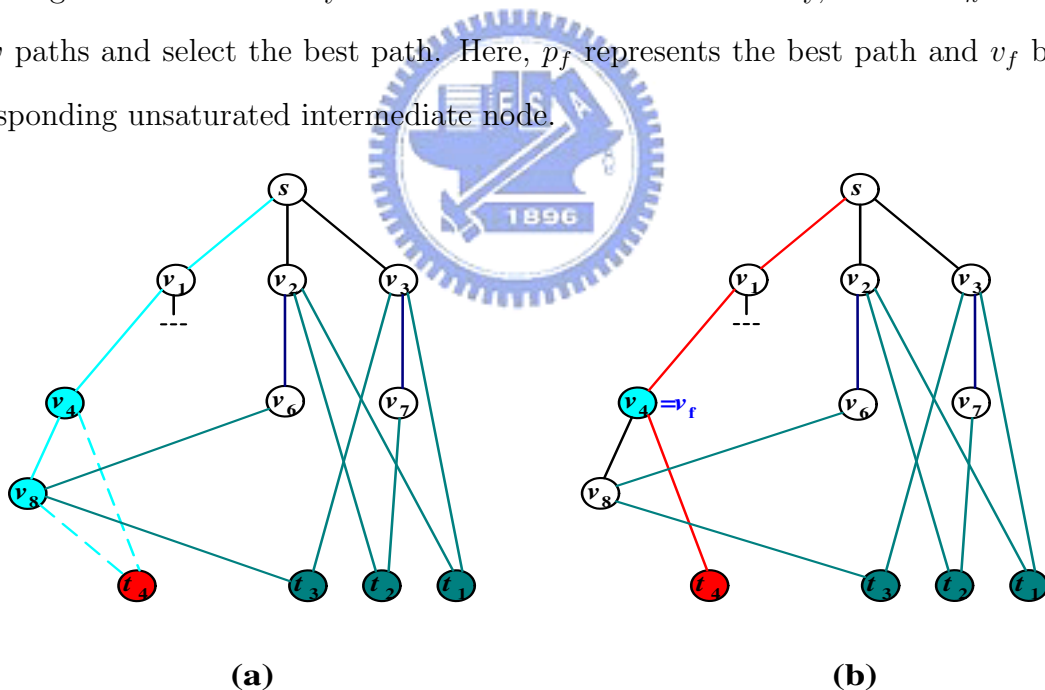 paths and select the best path. Here, p_f represents the best path and v_f b
sponding unsaturated intermediate node.
E S A
1896
s
s
v1 v2 v3
v1 v2 v3
---
---
v4 v6 v7
v4 =vf v6 v7
v8
v8
t4 t3 t2 t1
t4 t3 t2 t1
(a) (b)